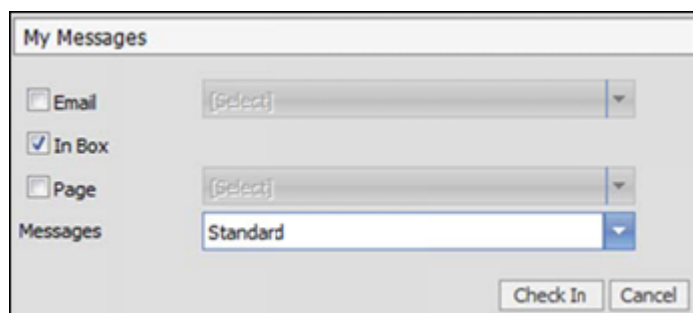 My Messages
Email [Select]
In Box
Page [Select]
Messages Standard
Check In Cancel